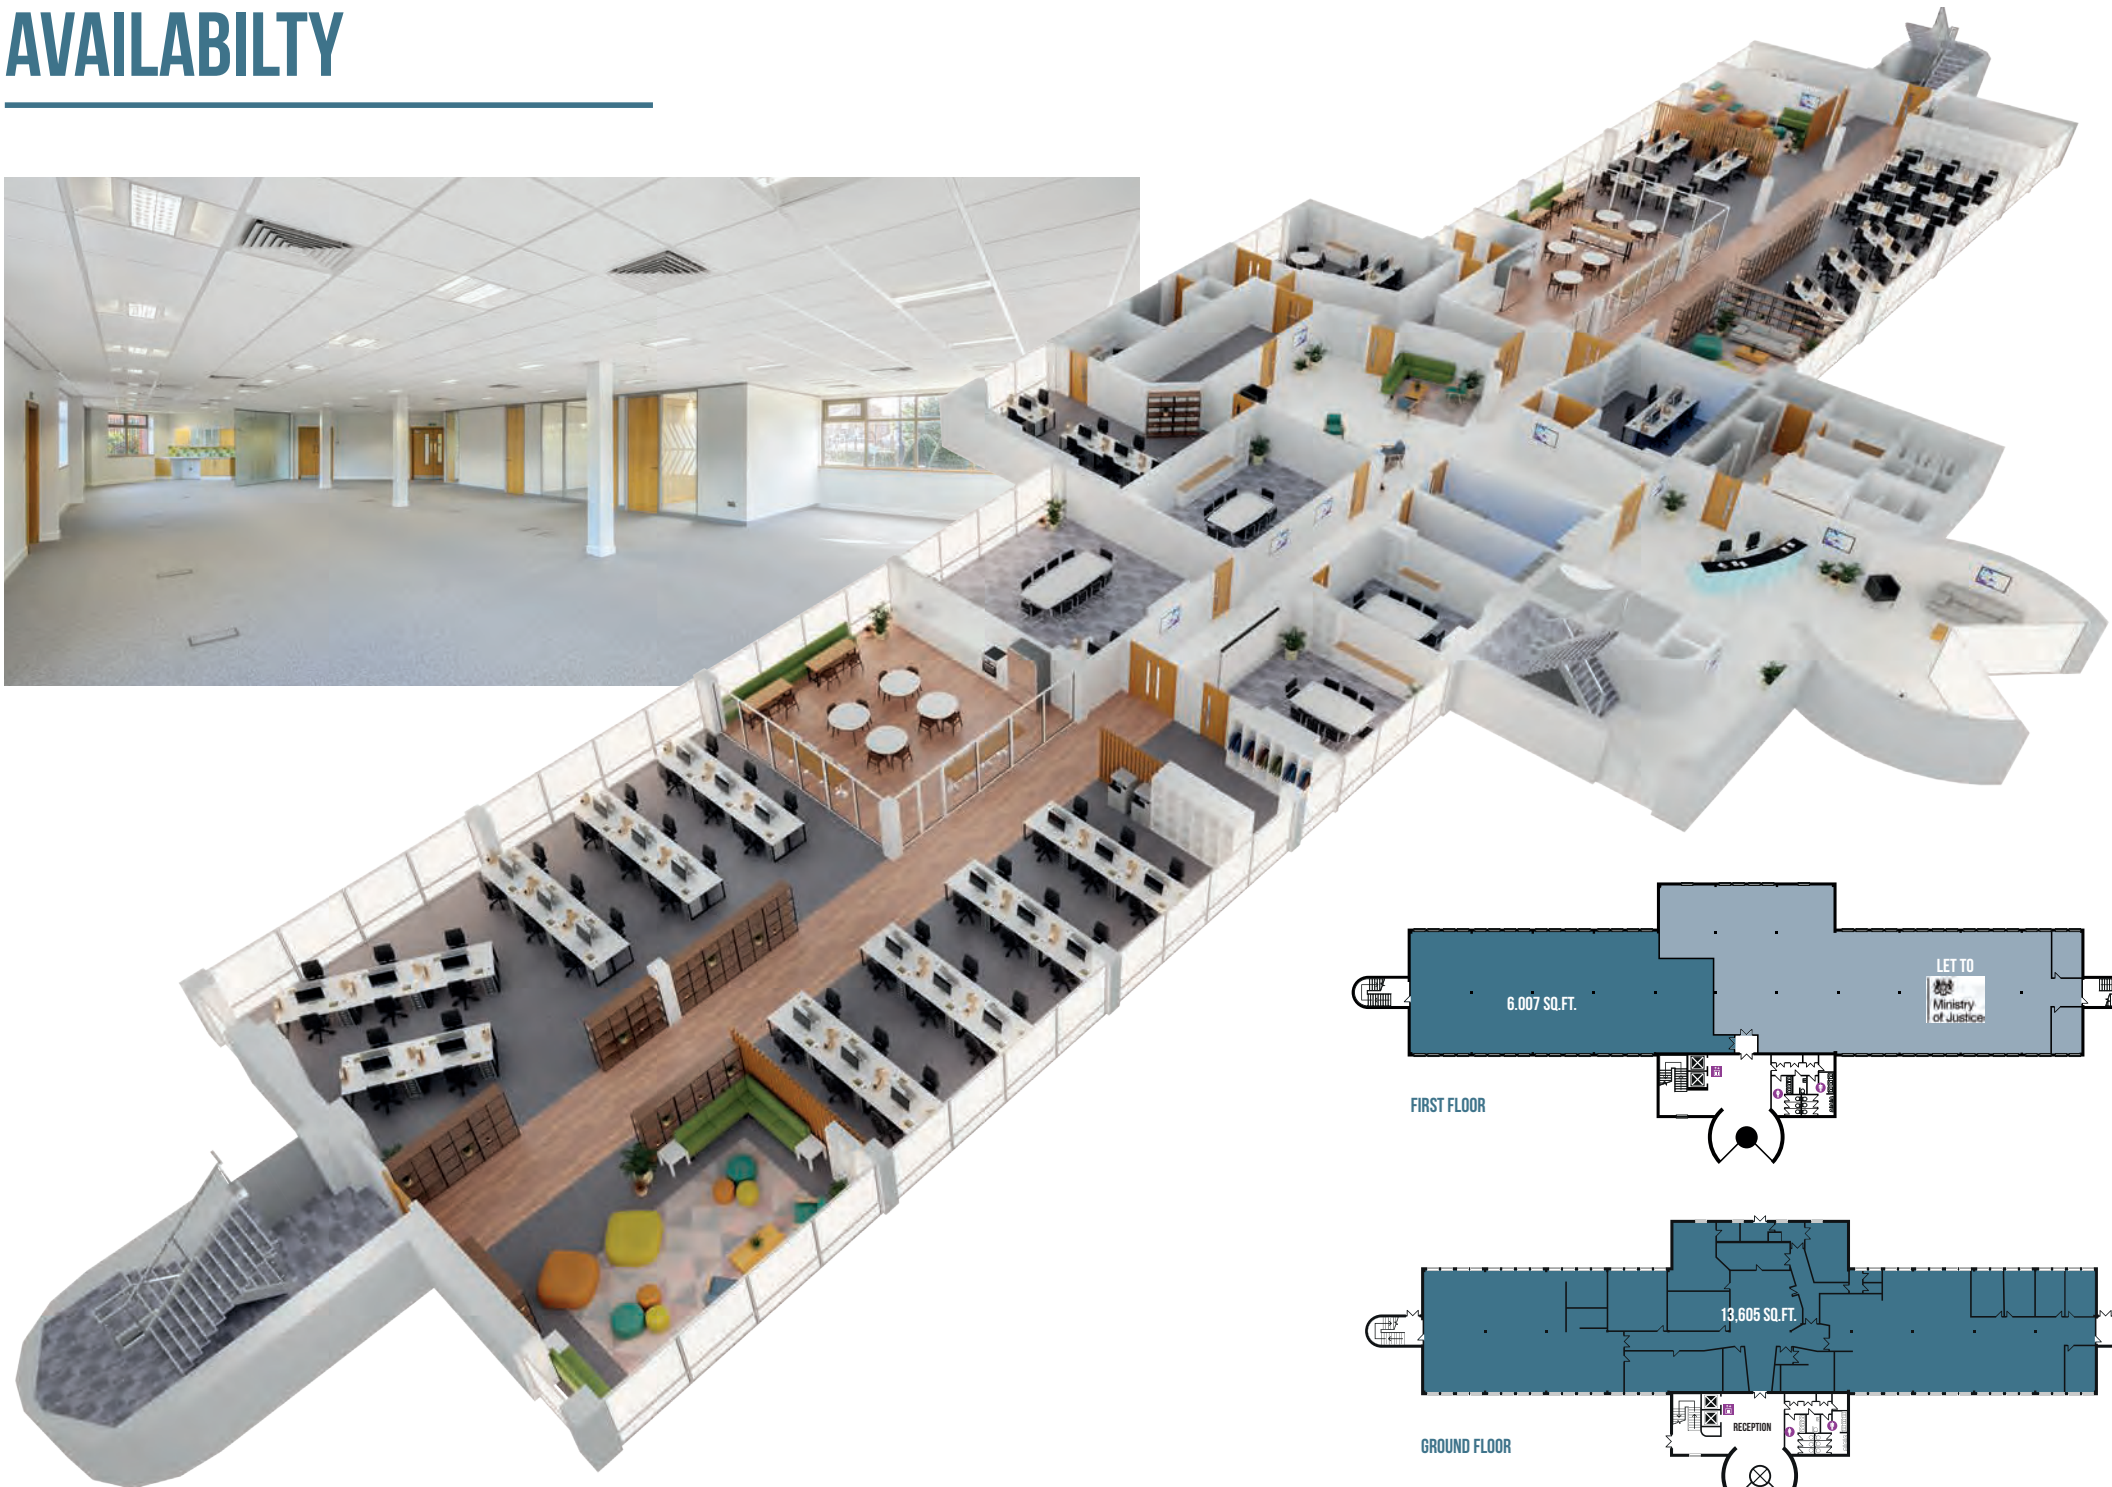 AVAILABILTY
LET TO
Ministry
of Justice
6.007 SQ.FT.
FIRST FLOOR
13,605 SQ.FT.
RECEPTION
GROUND FLOOR